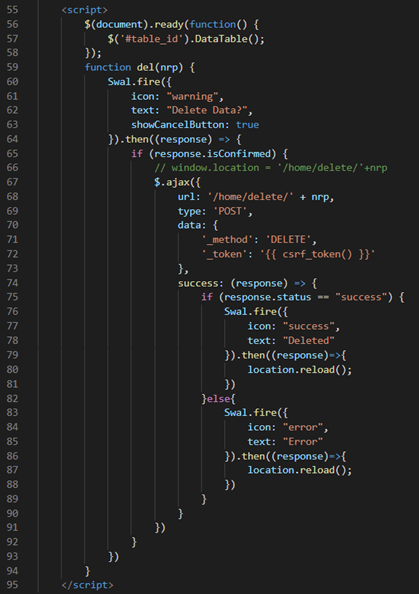 55 <script>
56 $(document).ready(function() {
57 $('#table_id').DataTable();
58 });
59 function del(nrp) {
60 Swal.fire({
61 icon: "warning",
62 text: "Delete Data?",
63 showCancelButton: true
64 }).then((response) => {
65 if (response.isConfirmed) {
66 // window.location = '/home/delete/'+nrp
67 $.ajax({
68 url: '/home/delete/' + nrp,
69 type: 'POST',
70 data: {
71 '_method': 'DELETE',
72 '_token': '{{ csrf_token() }}'
73 },
74 success: (response) => {
75 if (response.status == "success") {
76 Swal.fire({
77 icon: "success",
78 text: "Deleted"
79 }).then((response)=>{
80 location.reload();
81 })
82 }else{
83 Swal.fire({
84 icon: "error",
85 text: "Error"
86 }).then((response)=>{
87 location.reload();
88 })
89 }
90 }
91 })
92 }
93 })
94 }
95 </script>